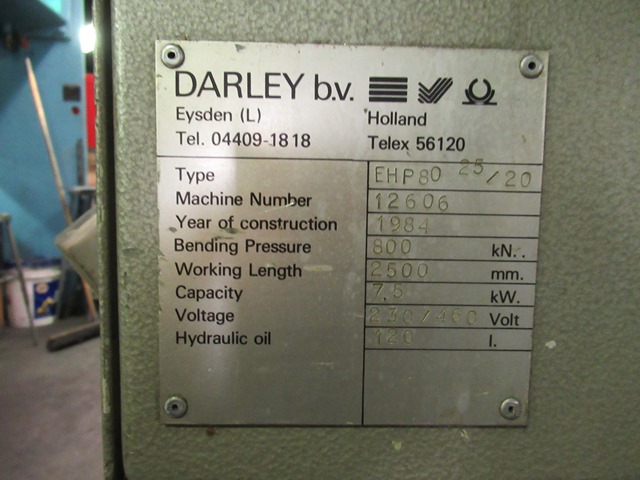 DARLEY b.v.
Eysden (L) Holland
Tel. 04409-1818 Telex 56120
Type EHP80 25/20
Machine Number 12606
Year of construction 1984
Bending Pressure 800 kN.
Working Length 2500 mm.
Capacity 7,5 kW.
Voltage 230/460 Volt
Hydraulic oil 120 l.